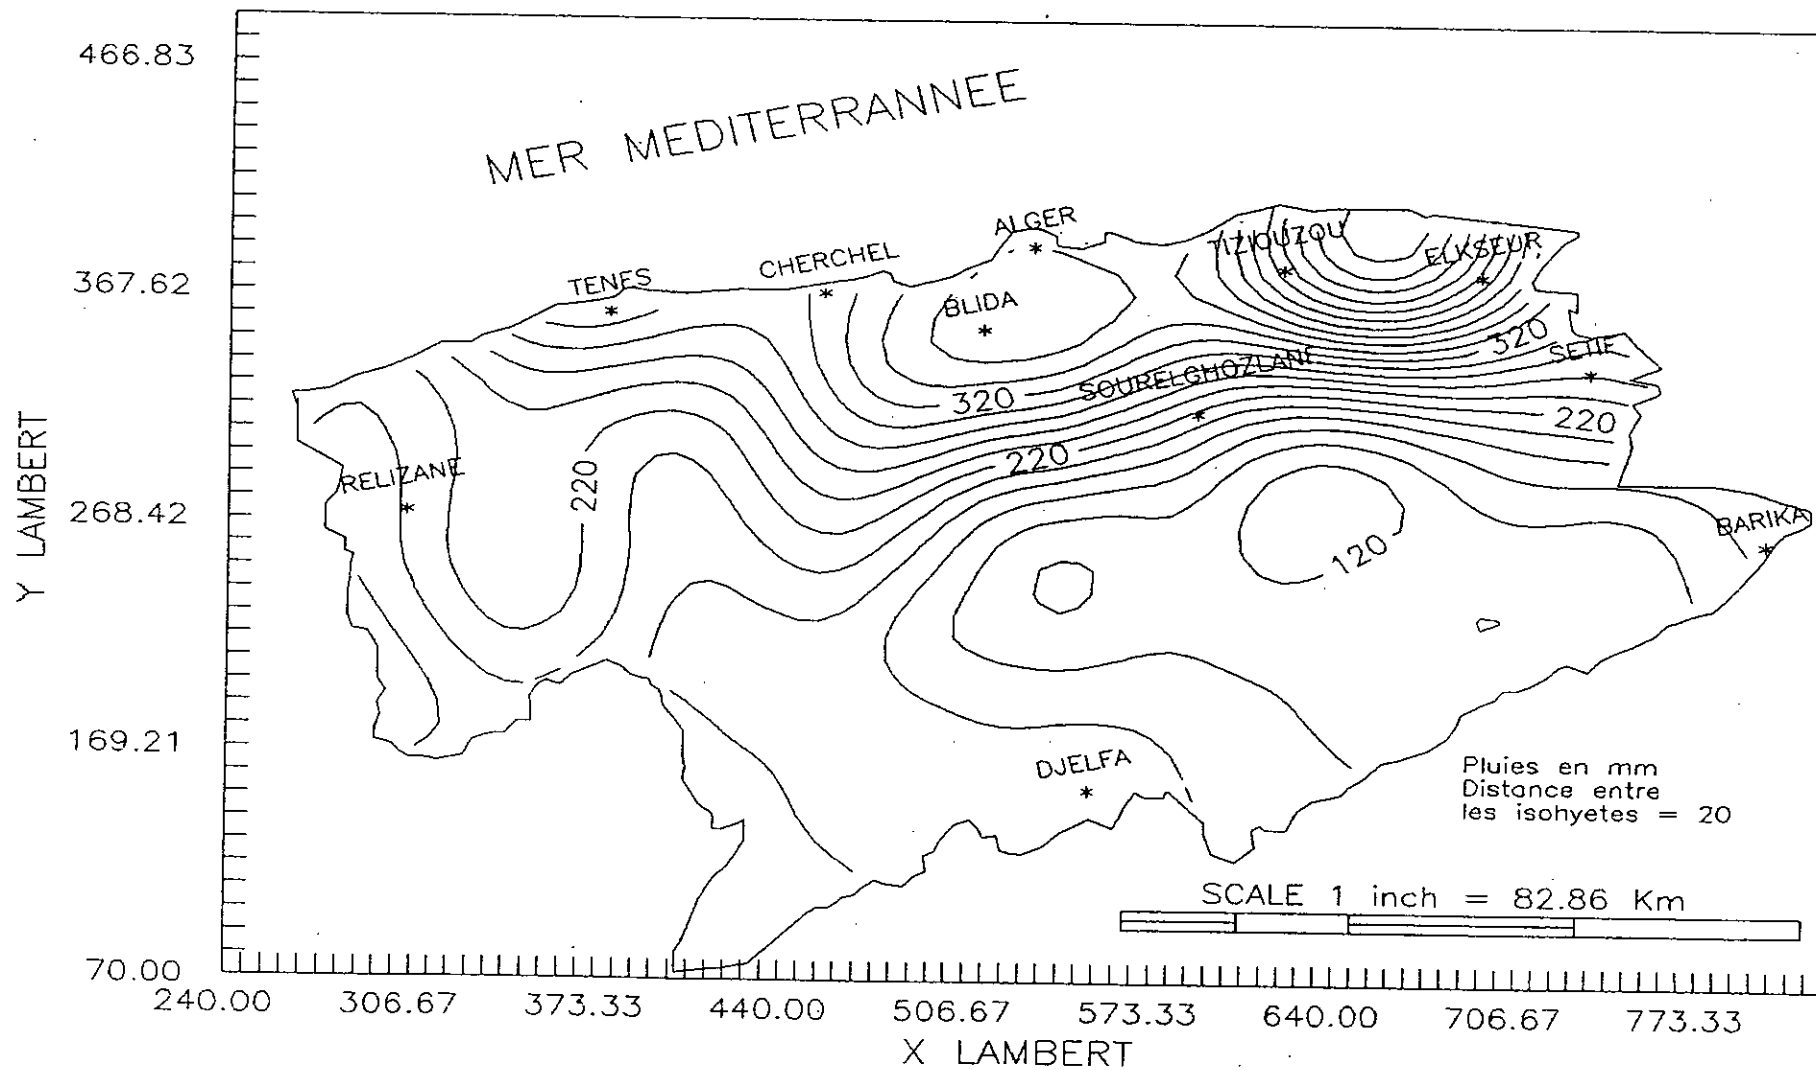 466.83
MER MEDITERRANNEE
ALGER
TIZIOUZOU
ELKSEUR
CHERCHEL
367.62
TENES
BLIDA
320
SETIF
SOURELGHOZLANE
320
220
Y LAMBERT
220
RELIZANE
220
268.42
BARIKA
120
169.21
DJELFA
Pluies en mm
Distance entre
les isohyetes = 20
SCALE 1 inch = 82.86 Km
70.00
240.00 306.67 373.33 440.00 506.67 573.33 640.00 706.67 773.33
X LAMBERT